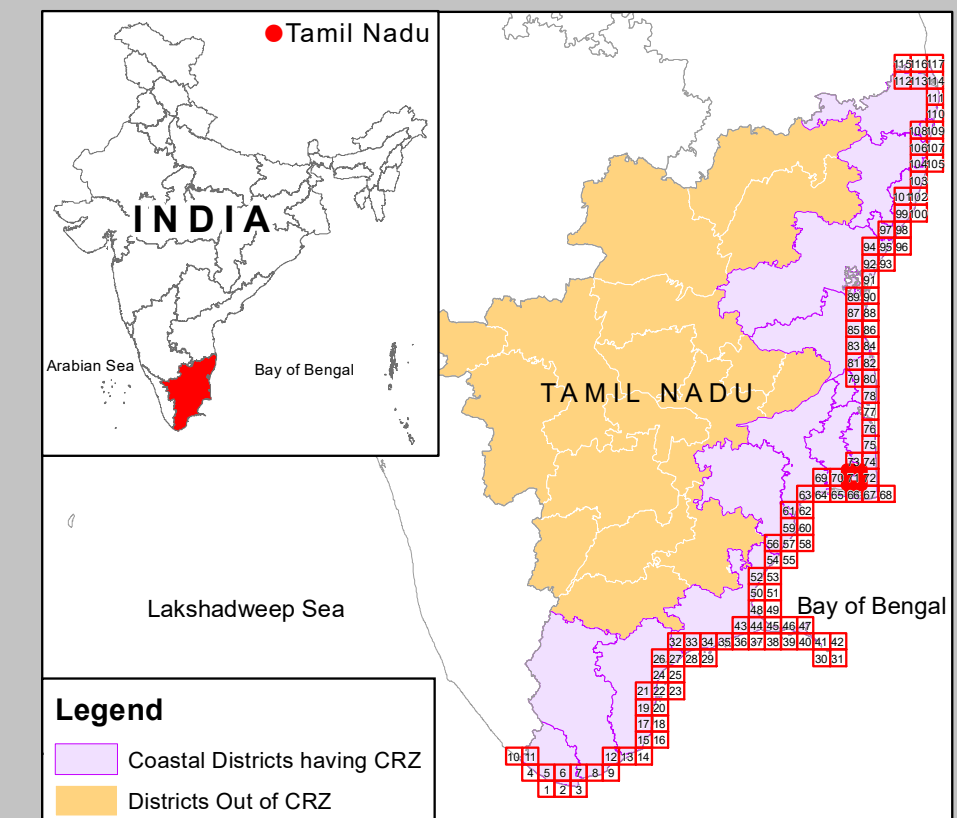 Tamil Nadu
INDIA
Arabian Sea
Bay of Bengal
115 116 117
112 113 114
111
110
108 109
106 107
104 105
103
101 102
99 100
97 98
94 95 96
92 93
91
89 90
87 88
85 86
83 84
81 82
79 80
TAMIL NADU
78
77
76
75
73 74
69 70 71 72
63 64 65 66 67 68
61 62
59 60
56 57 58
54 55
52 53
50 51
48 49
Lakshadweep Sea
Bay of Bengal
43 44 45 46 47
32 33 34 35 36 37 38 39 40 41 42
26 27 28 29 30 31
24 25
21 22 23
19 20
17 18
15 16
10 11 12 13 14
4 5 6 7 8 9
1 2 3
Legend
Coastal Districts having CRZ
Districts Out of CRZ